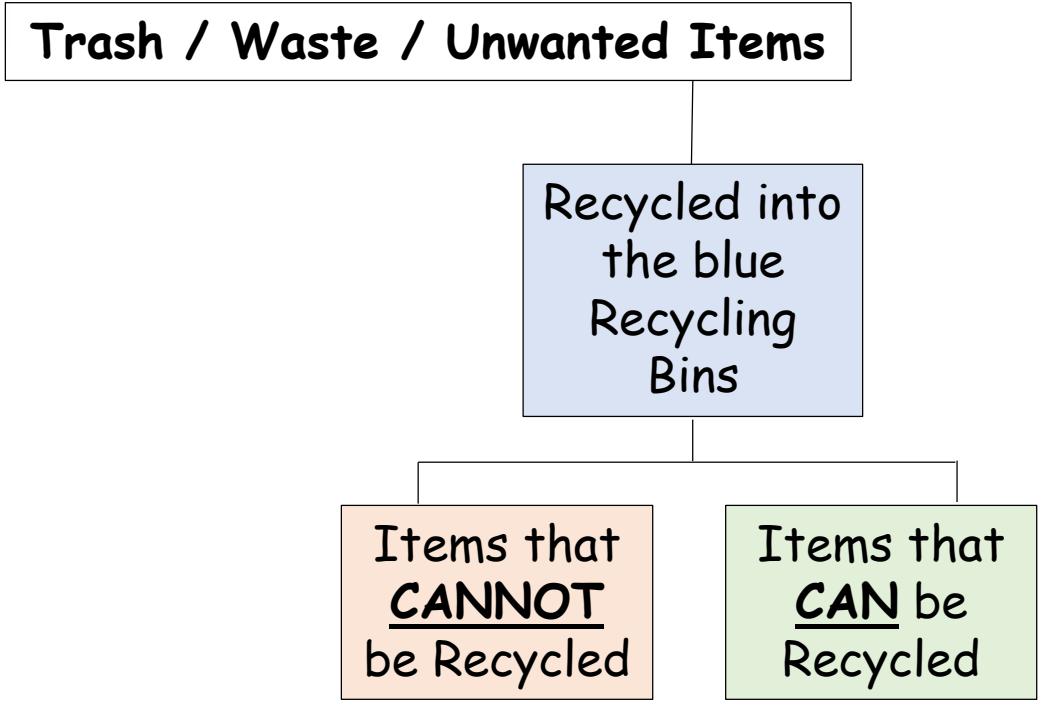 Trash / Waste / Unwanted Items
Recycled into
the blue
Recycling
Bins
Items that
CANNOT
be Recycled
Items that
CAN be
Recycled